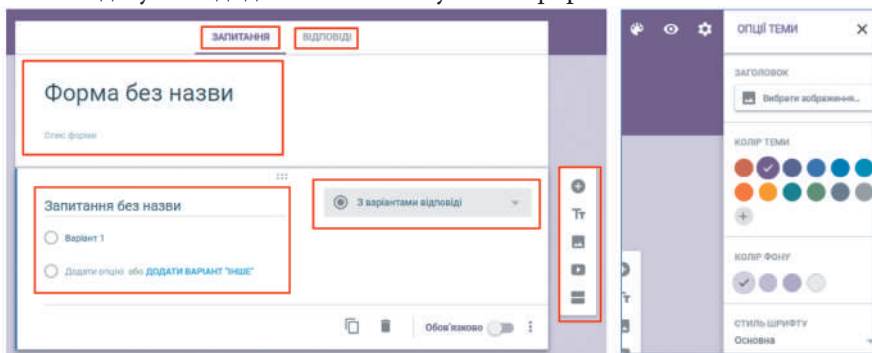 ЗАПИТАННЯ
ВІДПОВІДІ
Форма без назви
Опис форми
Запитання без назви
З варіантами відповіді
Варіант 1
Додати опцію або ДОДАТИ ВАРІАНТ "ІНШЕ"
Обов'язково
Тт
ОПЦІЇ ТЕМИ
ЗАГОЛОВОК
Вибрати зображення...
КОЛІР ТЕМИ
КОЛІР ФОНУ
СТИЛЬ ШРИФТУ
Основна